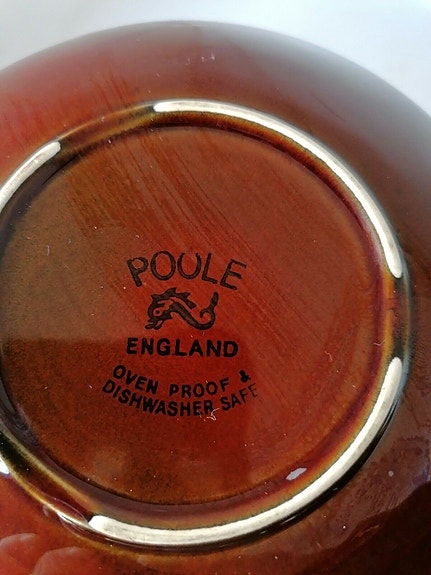 POOLE
ENGLAND
OVEN PROOF &
DISHWASHER SAFE